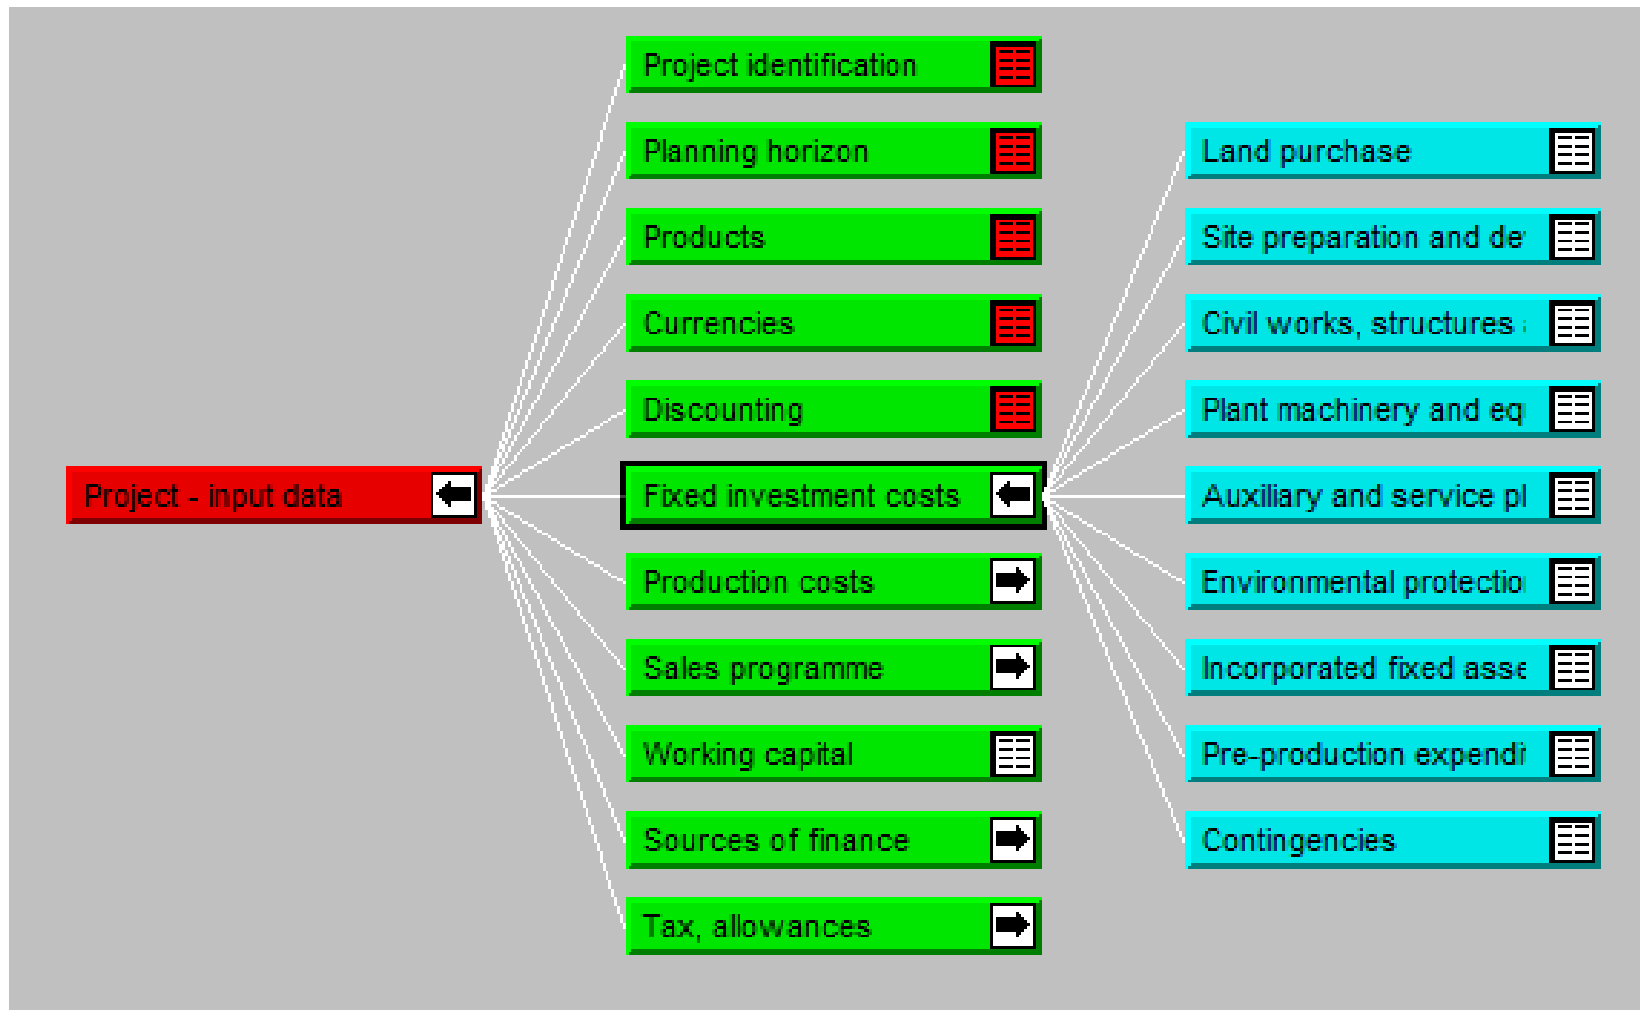 Project - input data
Project identification
Planning horizon
Products
Currencies
Discounting
Fixed investment costs
Production costs
Sales programme
Working capital
Sources of finance
Tax, allowances
Land purchase
Site preparation and de
Civil works, structures
Plant machinery and eq
Auxiliary and service pl
Environmental protectio
Incorporated fixed asse
Pre-production expendi
Contingencies